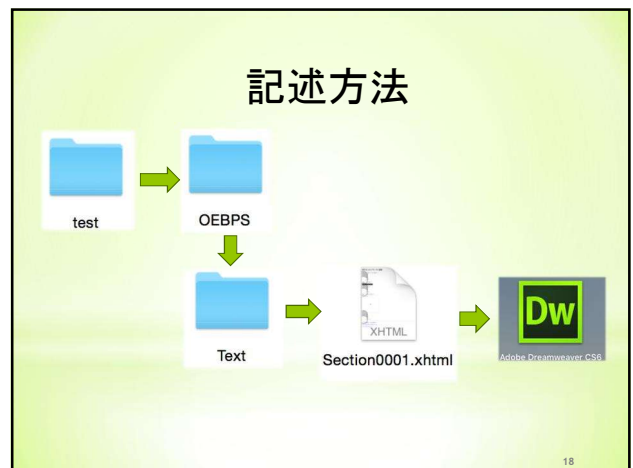 記述方法
test
OEBPS
Text
XHTML
Section0001.xhtml
Dw
Adobe Dreamweaver CS6
18